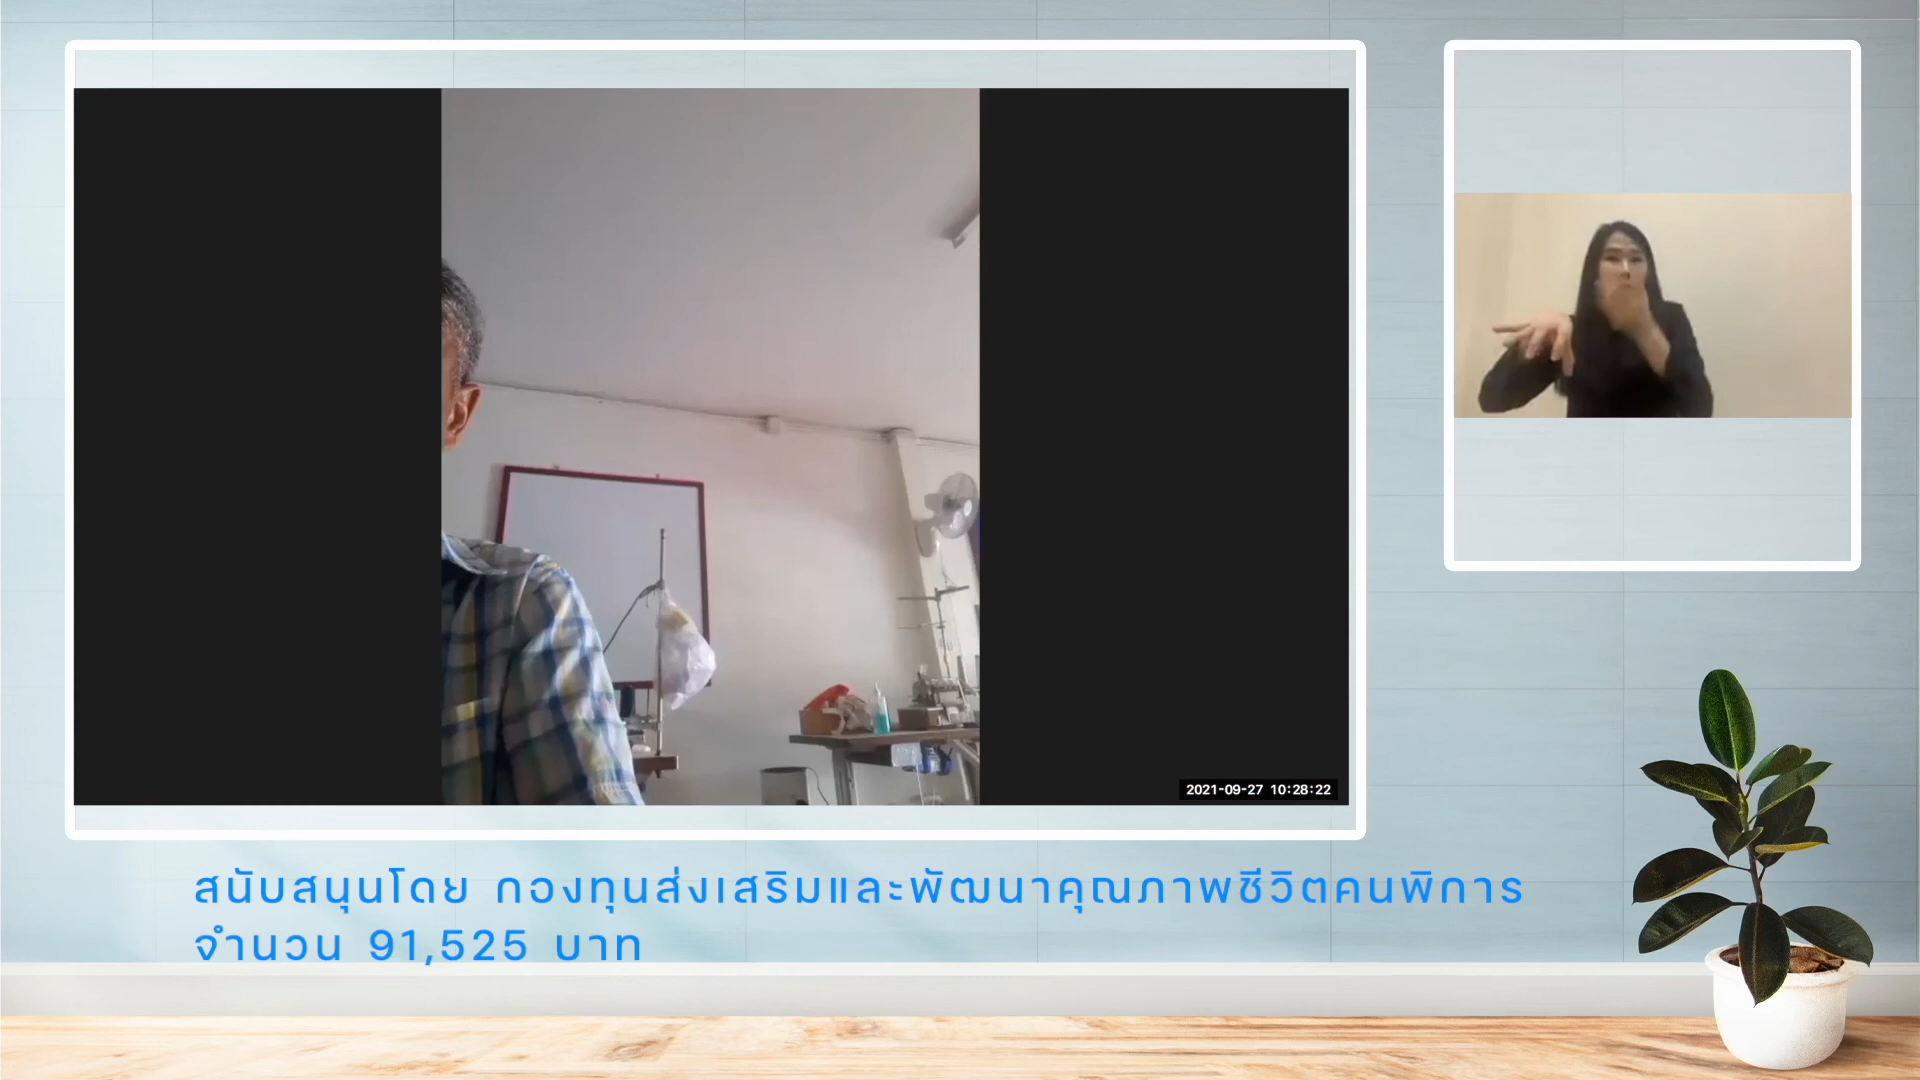 2021-09-27 10:28:22
สนับสนุนโดย กองทุนส่งเสริมและพัฒนาคุณภาพชีวิตคนพิการ
จำนวน 91,525 บาท